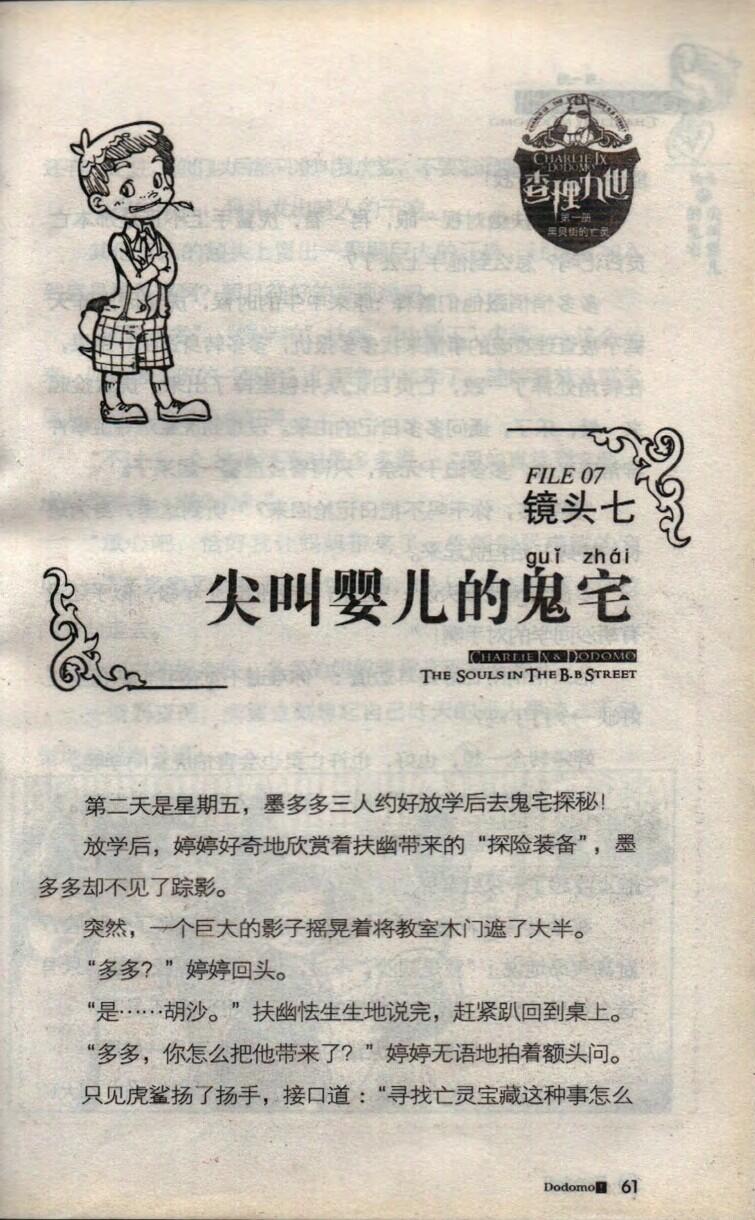 CHARLIE IX
DODOMO
查理九世
第一册
黑贝街的亡灵
FILE 07
镜头七
guǐ zhái
尖叫婴儿的鬼宅
CHARLIE IX & DODOMO
THE SOULS IN THE B.B STREET
第二天是星期五，墨多多三人约好放学后去鬼宅探秘！
放学后，婷婷好奇地欣赏着扶幽带来的“探险装备”，墨
多多却不见了踪影。
突然，一个巨大的影子摇晃着将教室木门遮了大半。
“多多？”婷婷回头。
“是……胡沙。”扶幽怯生生地说完，赶紧趴回到桌上。
“多多，你怎么把他带来了？”婷婷无语地拍着额头问。
只见虎鲨扬了扬手，接口道：“寻找亡灵宝藏这种事怎么
Dodomo 61